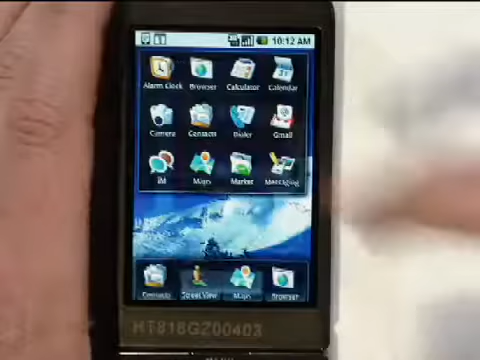 10:12 AM
Alarm Clock Browser Calculator Calendar
Camera Contacts Dialer Gmail
IM Maps Market Messaging
Contacts Street View Maps Browser
HT818GZ00403